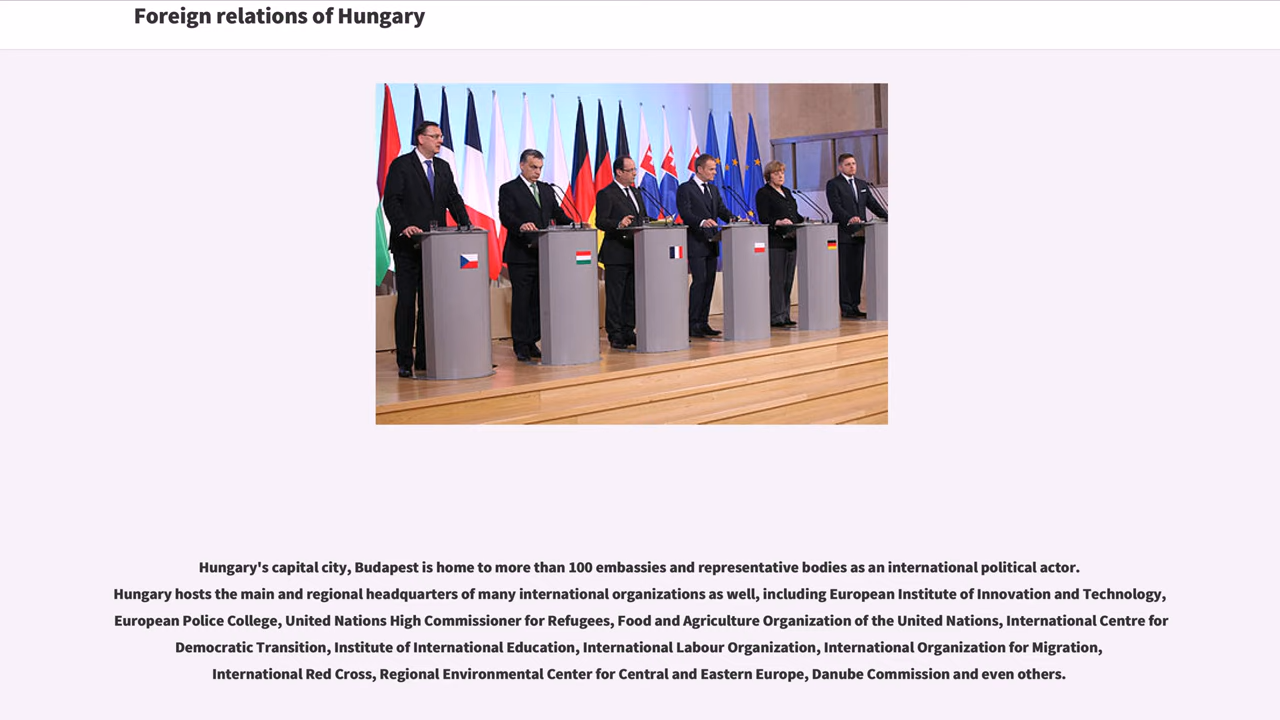 Foreign relations of Hungary
Hungary's capital city, Budapest is home to more than 100 embassies and representative bodies as an international political actor.
Hungary hosts the main and regional headquarters of many international organizations as well, including European Institute of Innovation and Technology,
European Police College, United Nations High Commissioner for Refugees, Food and Agriculture Organization of the United Nations, International Centre for
Democratic Transition, Institute of International Education, International Labour Organization, International Organization for Migration,
International Red Cross, Regional Environmental Center for Central and Eastern Europe, Danube Commission and even others.